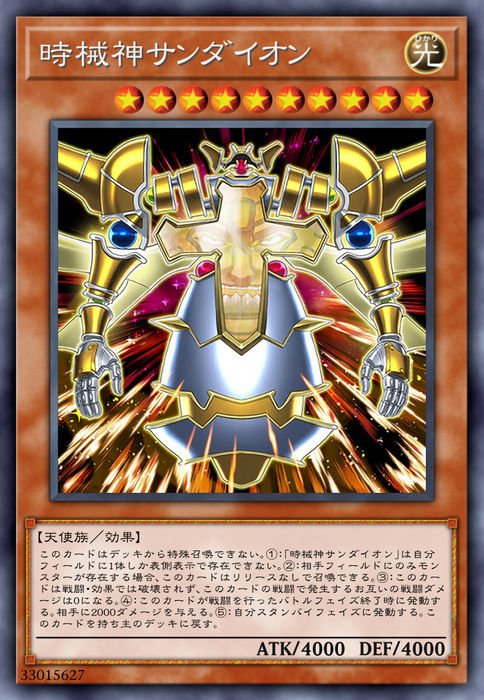 時械神サンダイオン
ひかり
光
【天使族/効果】
このカードはデッキから特殊召喚できない。①:「時械神サンダイオン」は自分
フィールドに1体しか表側表示で存在できない。②:相手フィールドにのみモン
スターが存在する場合、このカードはリリースなしで召喚できる。③:このカー
ドは戦闘・効果では破壊されず、このカードの戦闘で発生するお互いの戦闘ダメ
ージは0になる。④:このカードが戦闘を行ったバトルフェイズ終了時に発動す
る。相手に2000ダメージを与える。⑤:自分スタンバイフェイズに発動する。こ
のカードを持ち主のデッキに戻す。
ATK/4000 DEF/4000
33015627